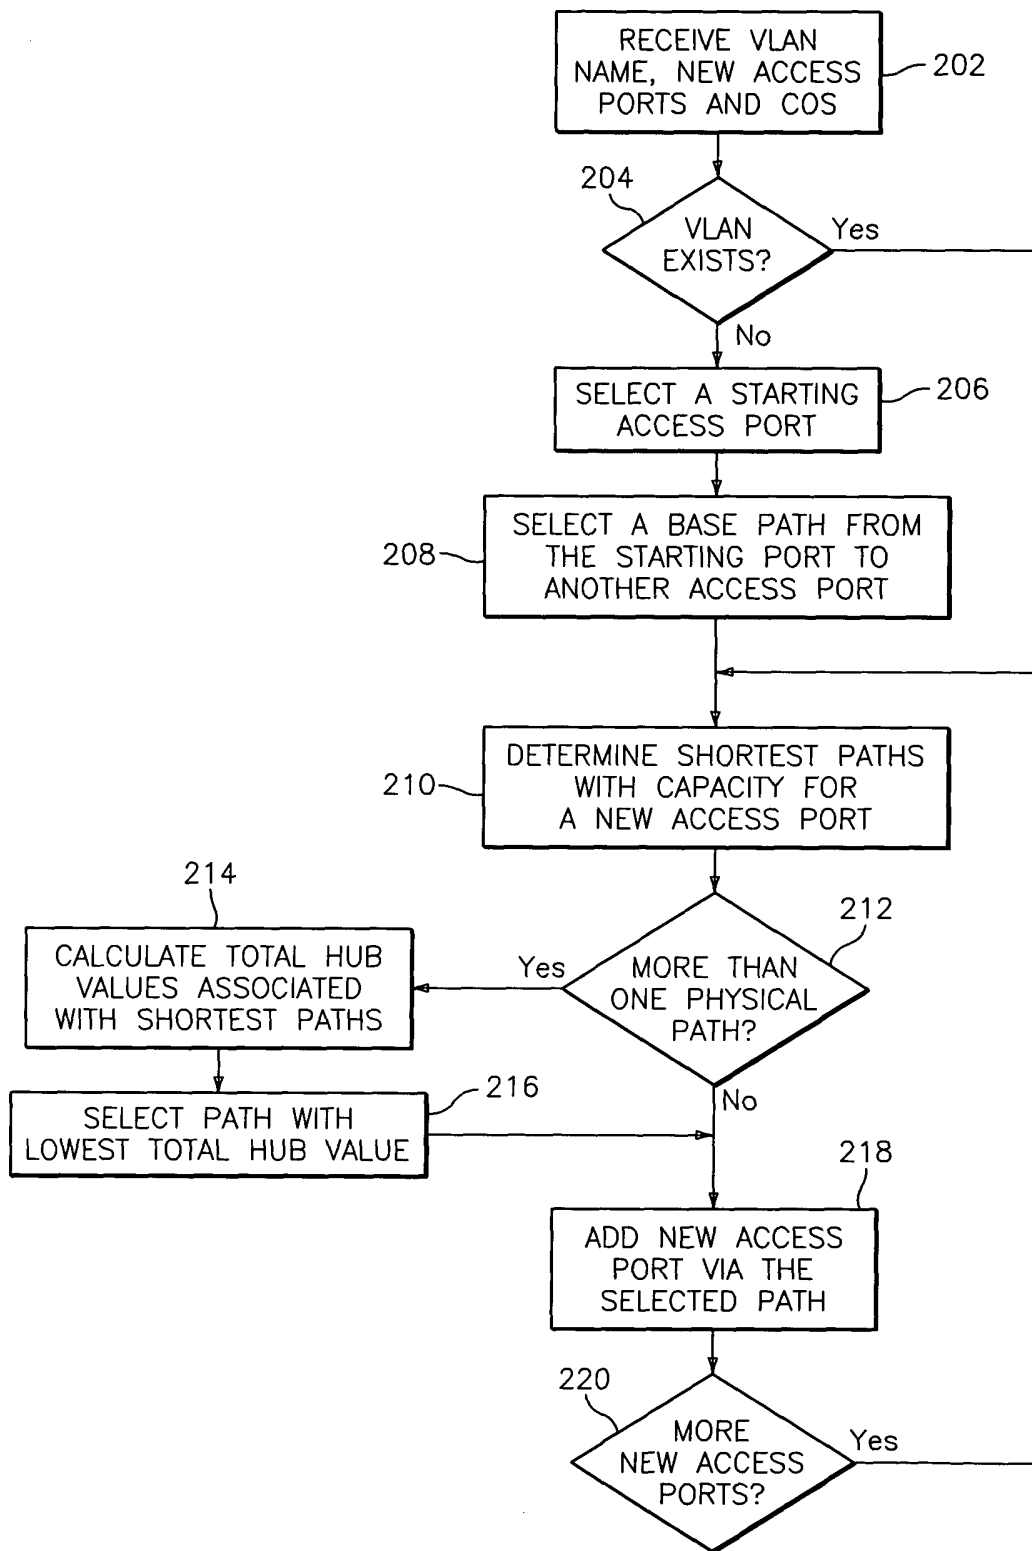 RECEIVE VLAN
NAME, NEW ACCESS
PORTS AND COS
202
204
VLAN
EXISTS?
Yes
No
SELECT A STARTING
ACCESS PORT
206
SELECT A BASE PATH FROM
THE STARTING PORT TO
ANOTHER ACCESS PORT
208
DETERMINE SHORTEST PATHS
WITH CAPACITY FOR
A NEW ACCESS PORT
210
212
MORE THAN
ONE PHYSICAL
PATH?
Yes
No
214
CALCULATE TOTAL HUB
VALUES ASSOCIATED
WITH SHORTEST PATHS
216
SELECT PATH WITH
LOWEST TOTAL HUB VALUE
218
ADD NEW ACCESS
PORT VIA THE
SELECTED PATH
220
MORE
NEW ACCESS
PORTS?
Yes